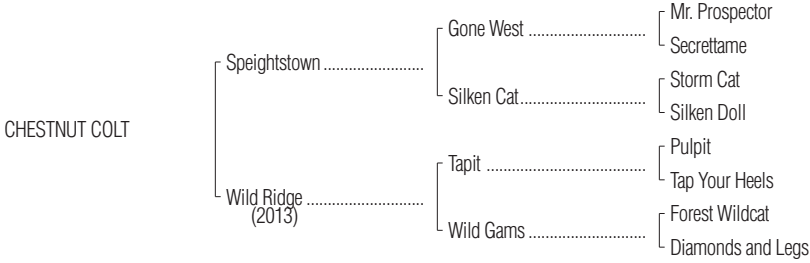 Mr. Prospector
Gone West ..............................
Secrettame
Speightstown .........................
Storm Cat
Silken Cat................................
Silken Doll
CHESTNUT COLT
Pulpit
Tapit ........................................
Tap Your Heels
Wild Ridge .............................
(2013)
Forest Wildcat
Wild Gams ..............................
Diamonds and Legs